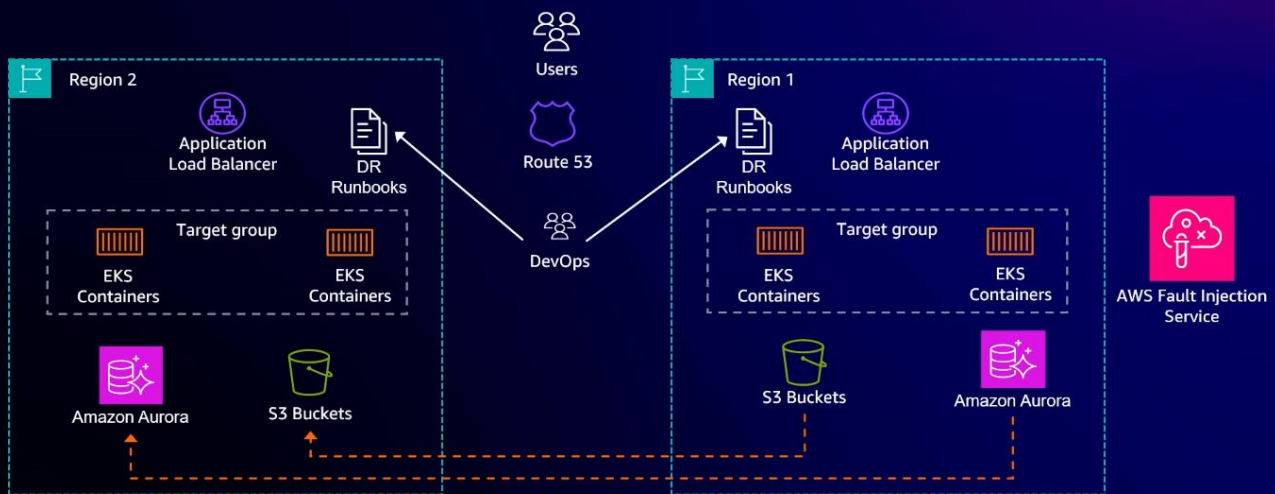 Users
Region 2
Region 1
Application
Load Balancer
DR
Runbooks
Route 53
DR
Runbooks
Application
Load Balancer
Target group
EKS
Containers
EKS
Containers
DevOps
Target group
EKS
Containers
EKS
Containers
AWS Fault Injection
Service
Amazon Aurora
S3 Buckets
S3 Buckets
Amazon Aurora